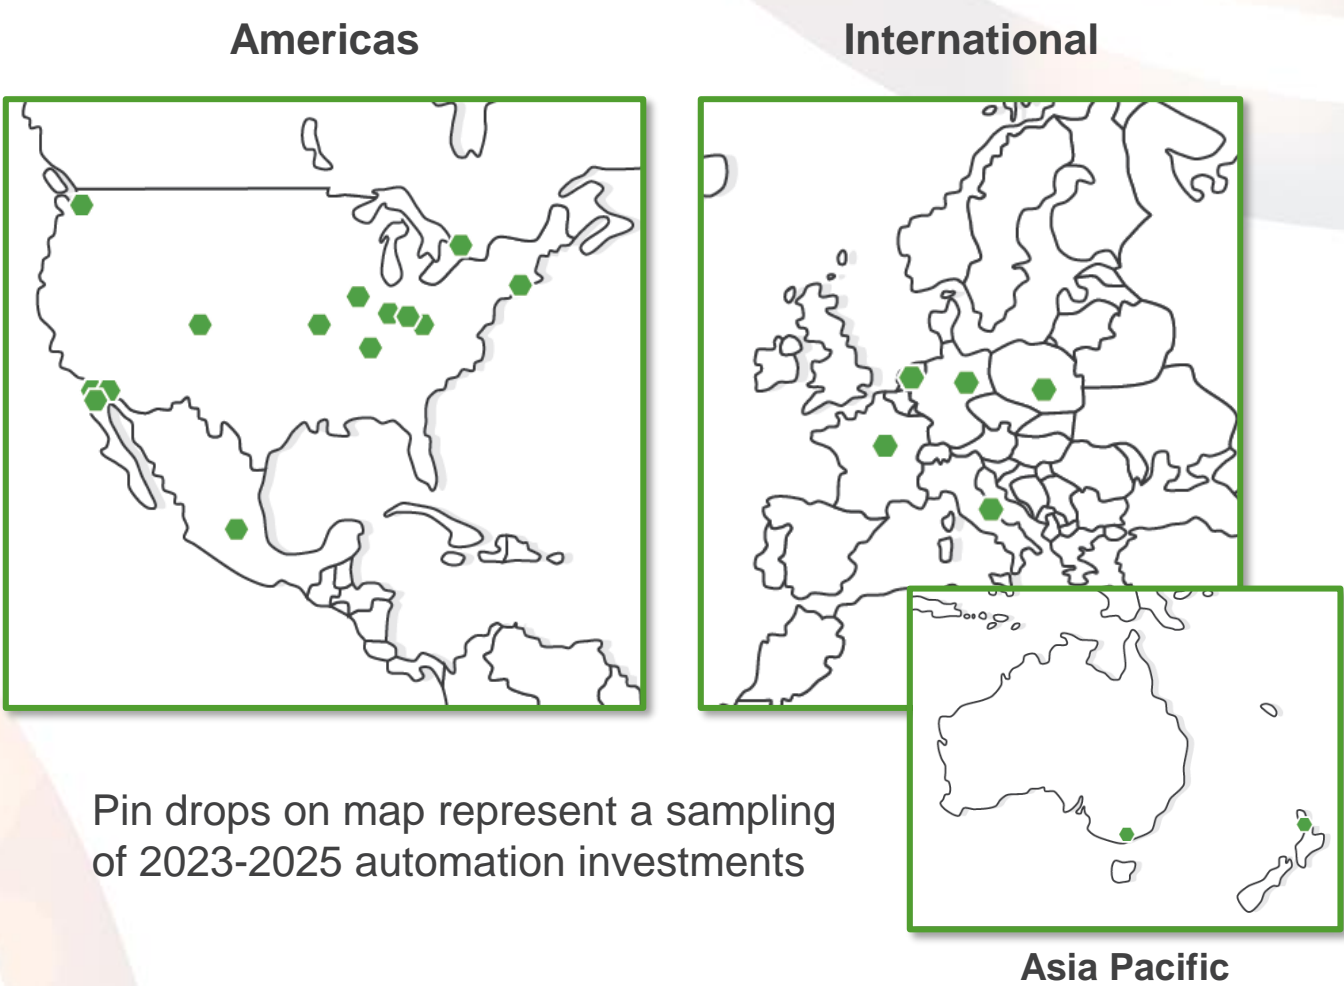 Americas
International
Pin drops on map represent a sampling
of 2023-2025 automation investments
Asia Pacific